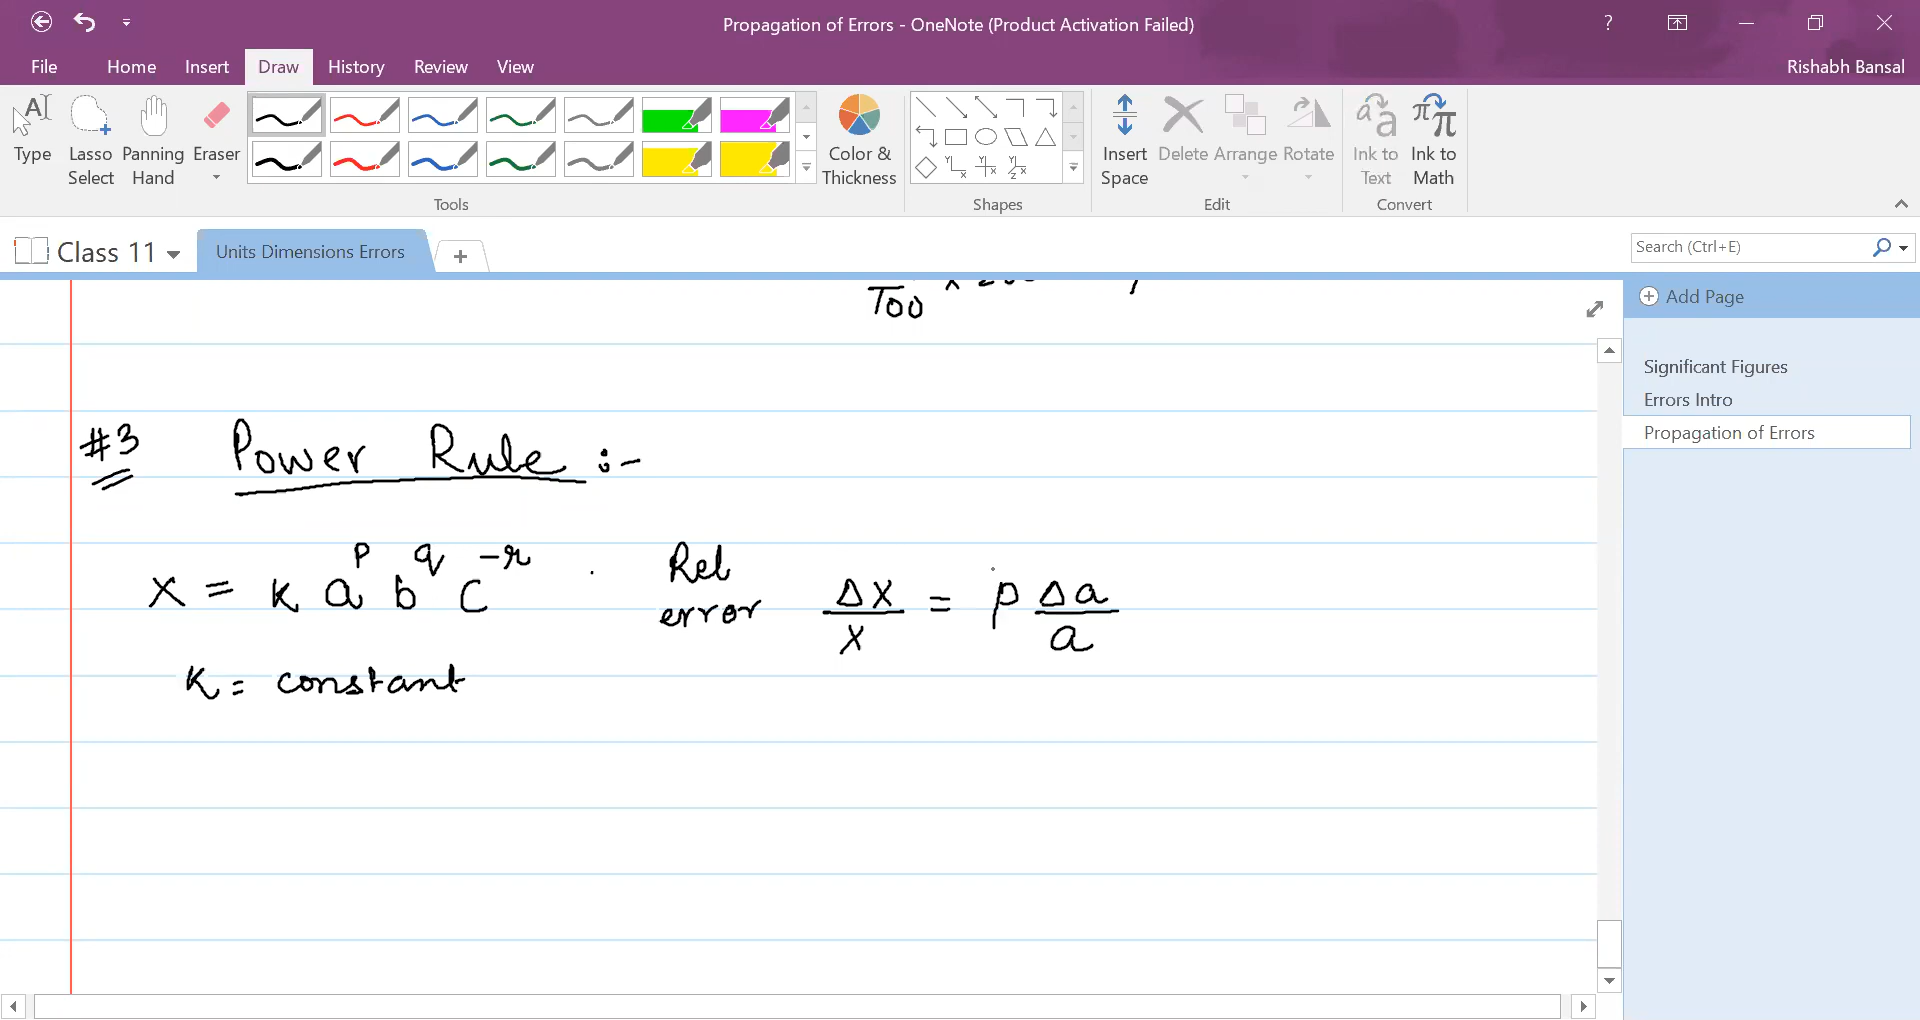 Propagation of Errors - OneNote (Product Activation Failed)
?
File Home Insert Draw History Review View
Rishabh Bansal
Type
Lasso Select
Panning Hand
Eraser
Color & Thickness
Insert Space
Delete Arrange Rotate
Ink to Text
Ink to Math
Tools Shapes Edit Convert
Class 11
Units Dimensions Errors
Search (Ctrl+E)
Add Page
Significant Figures
Errors Intro
Propagation of Errors
100
#3 Power Rule :-
x = k a^p b^q c^-r . Rel error Δx/x = p Δa/a
K = constant